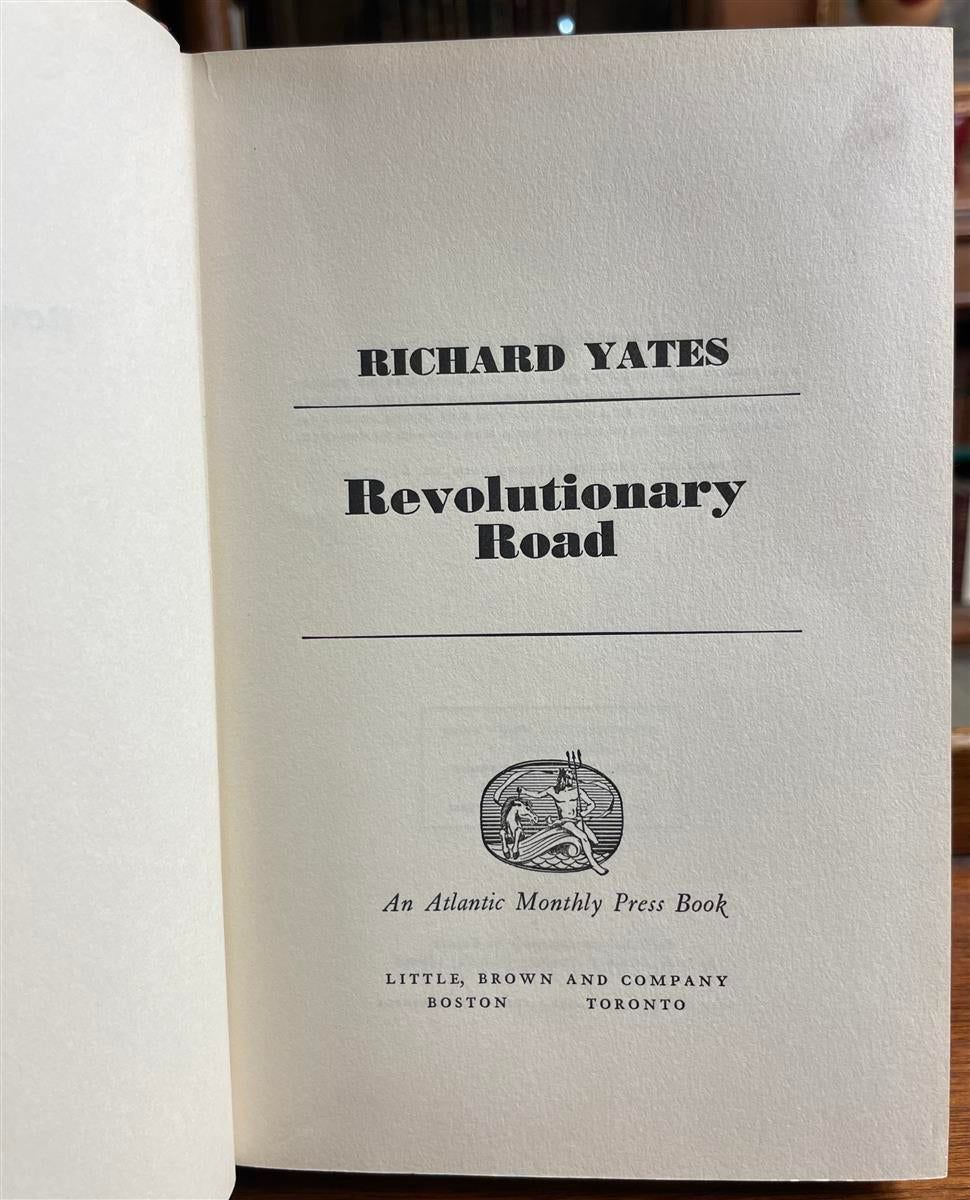 RICHARD YATES
Revolutionary
Road
An Atlantic Monthly Press Book
LITTLE, BROWN AND COMPANY
BOSTON TORONTO